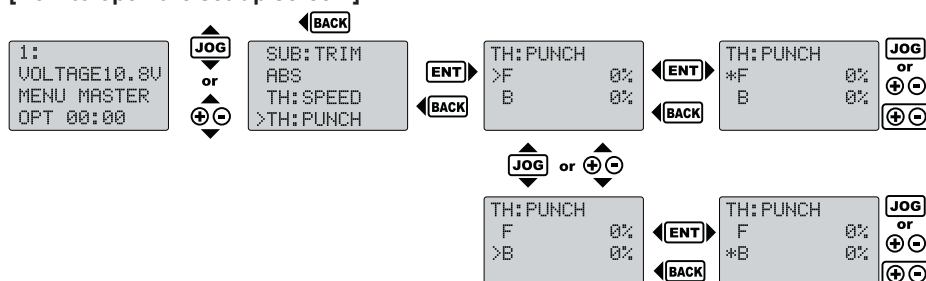 BACK
1:
VOLTAGE10.8V
MENU MASTER
OPT 00:00
JOG
or
SUB:TRIM
ABS
TH:SPEED
>TH:PUNCH
ENT
BACK
TH:PUNCH
>F 0%
B 0%
ENT
BACK
TH:PUNCH
*F 0%
B 0%
JOG
or
JOG or
TH:PUNCH
F 0%
>B 0%
ENT
BACK
TH:PUNCH
F 0%
*B 0%
JOG
or